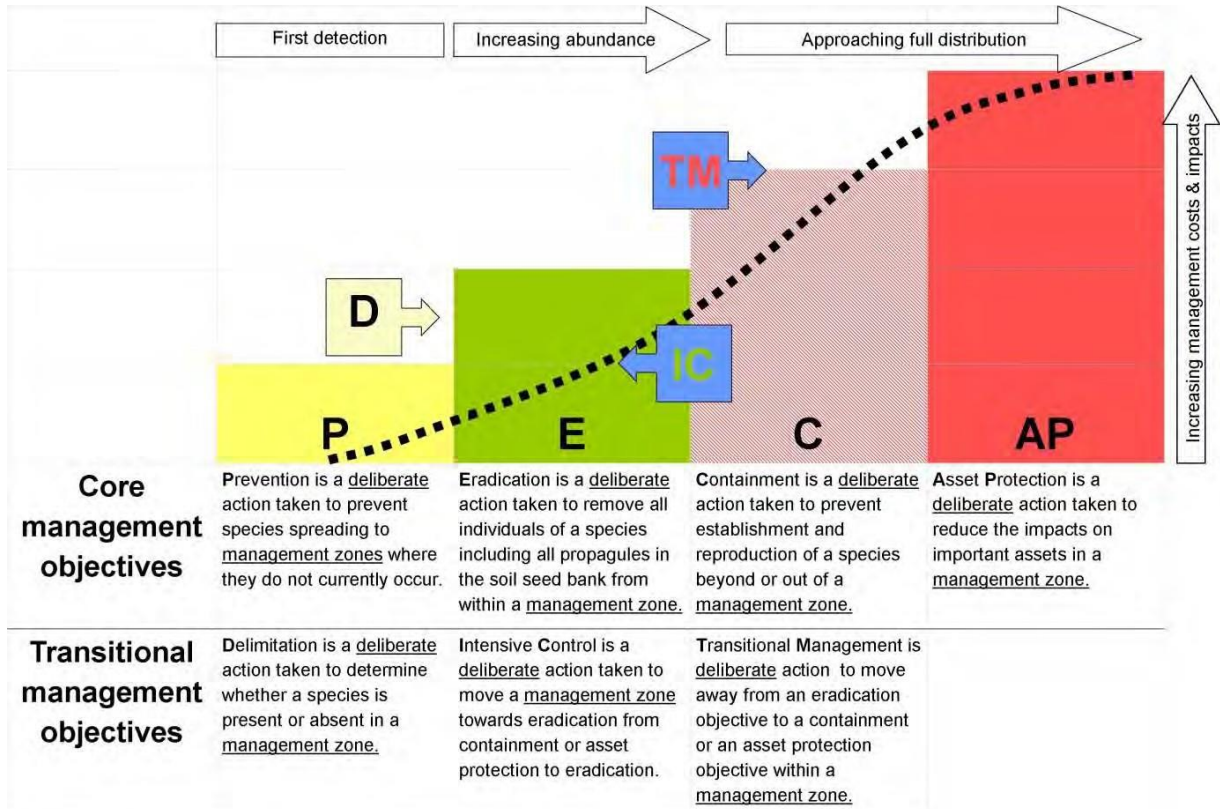 First detection
Increasing abundance
Approaching full distribution
Increasing management costs & impacts
TM
D
IC
P
E
C
AP
Core
management
objectives
Prevention is a deliberate
action taken to prevent
species spreading to
management zones where
they do not currently occur.
Eradication is a deliberate
action taken to remove all
individuals of a species
including all propagules in
the soil seed bank from
within a management zone.
Containment is a deliberate
action taken to prevent
establishment and
reproduction of a species
beyond or out of a
management zone.
Asset Protection is a
deliberate action taken to
reduce the impacts on
important assets in a
management zone.
Transitional
management
objectives
Delimitation is a deliberate
action taken to determine
whether a species is
present or absent in a
management zone.
Intensive Control is a
deliberate action taken to
move a management zone
towards eradication from
containment or asset
protection to eradication.
Transitional Management is
deliberate action to move
away from an eradication
objective to a containment
or an asset protection
objective within a
management zone.